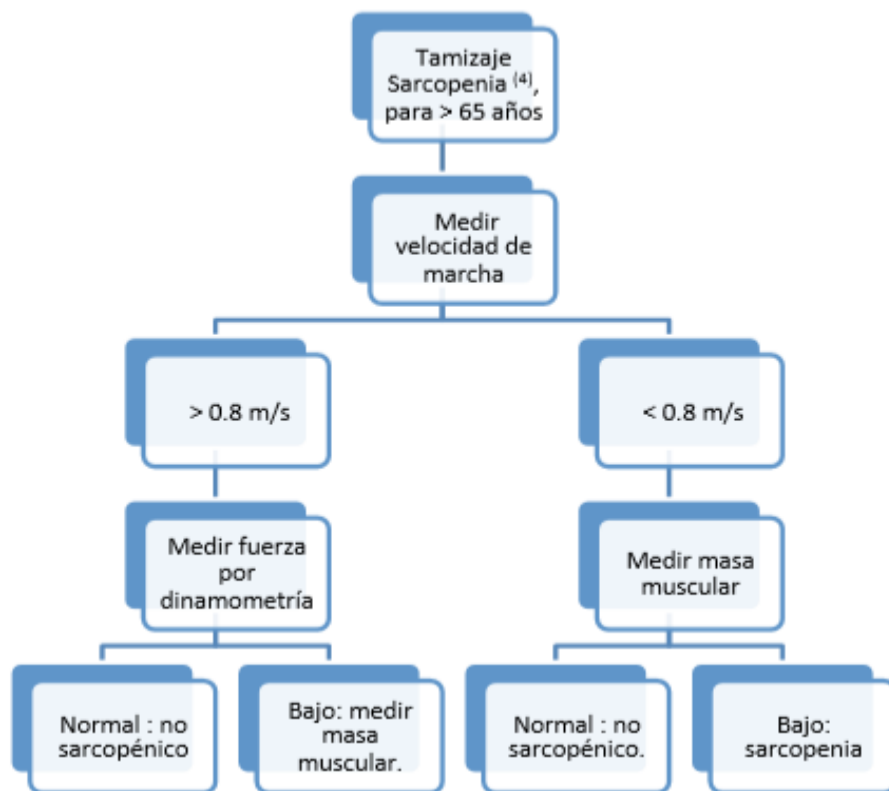 Tamizaje
Sarcopenia (4),
para > 65 años
Medir
velocidad de
marcha
> 0.8 m/s
< 0.8 m/s
Medir fuerza
por
dinamometría
Medir masa
muscular
Normal : no
sarcopénico
Bajo: medir
masa
muscular.
Normal : no
sarcopénico.
Bajo:
sarcopenia